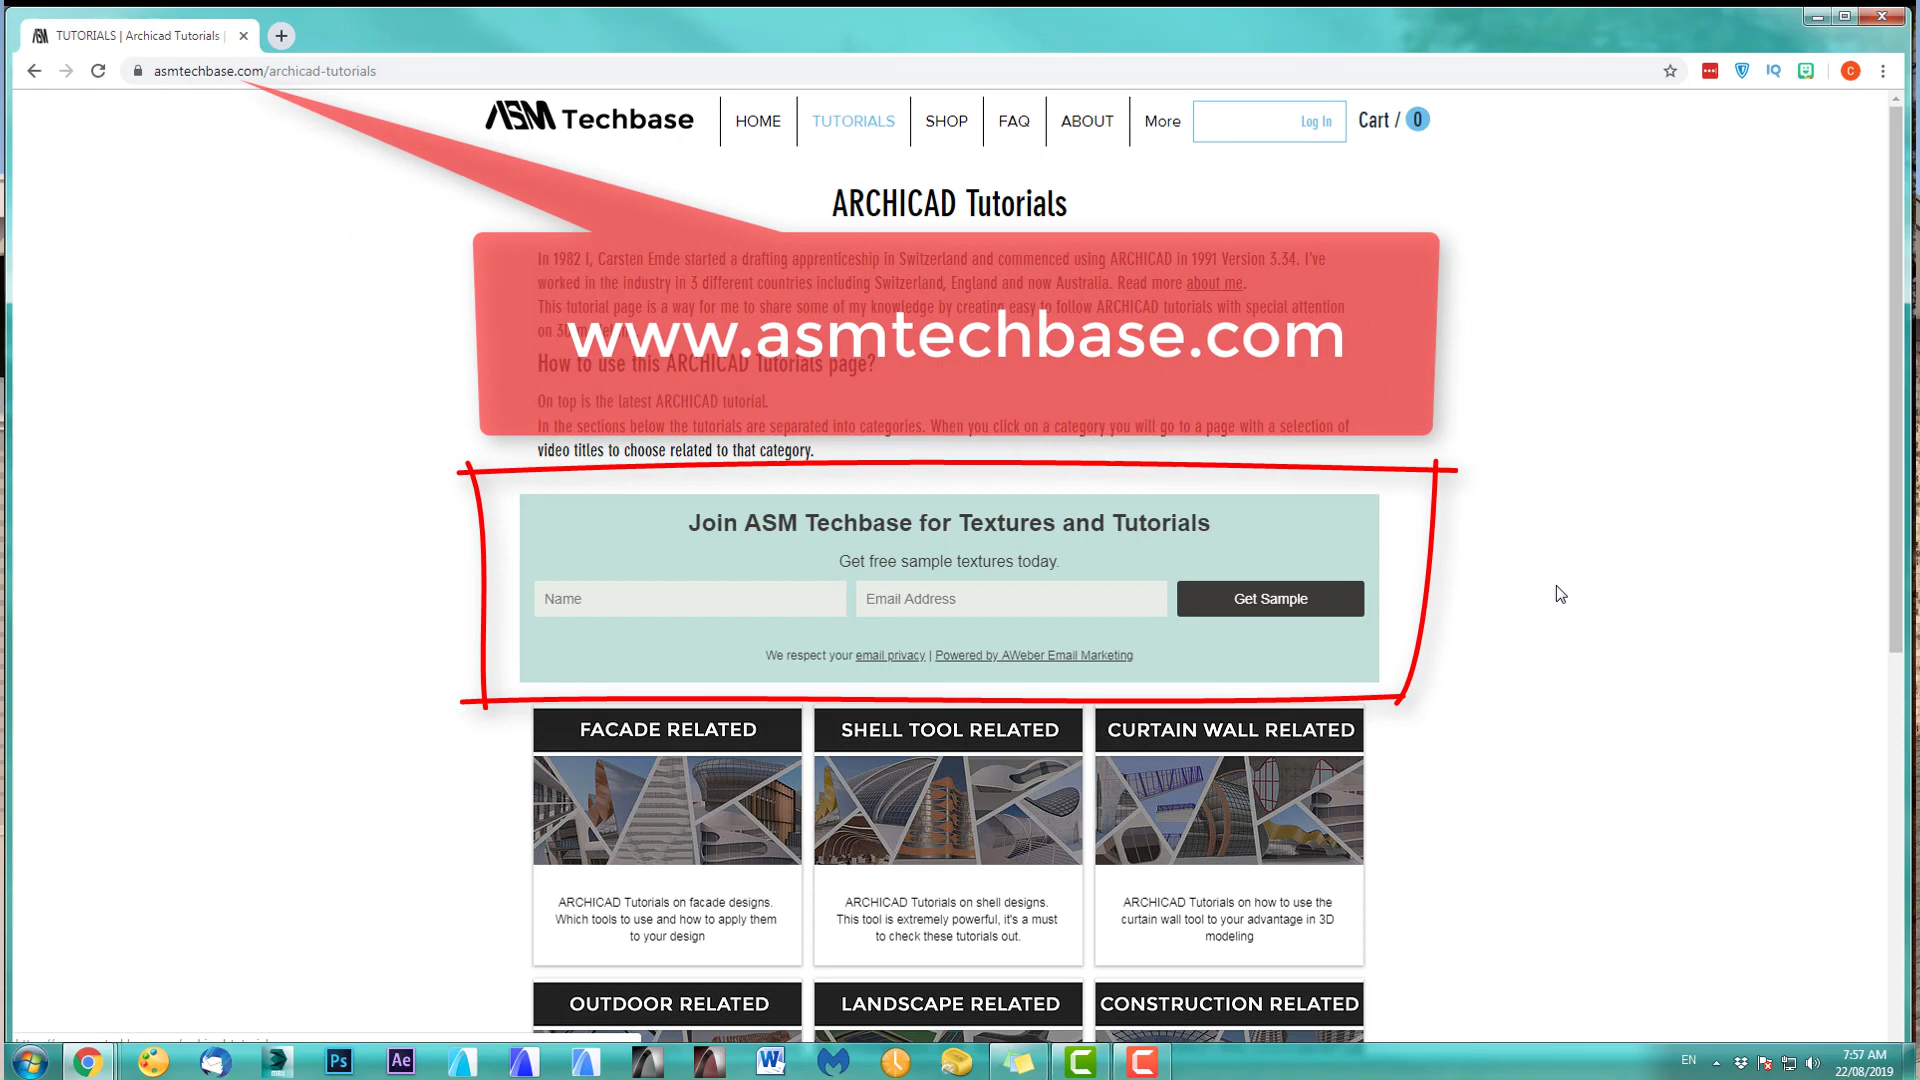 TUTORIALS | Archicad Tutorials |
asmtechbase.com/archicad-tutorials
ASM Techbase
HOME
TUTORIALS
SHOP
FAQ
ABOUT
More
Log In
Cart / 0
ARCHICAD Tutorials
In 1982 I, Carsten Emde started a drafting apprenticeship in Switzerland and commenced using ARCHICAD in 1991 Version 3.34. I've
worked in the industry in 3 different countries including Switzerland, England and now Australia. Read more about me.
This tutorial page is a way for me to share some of my knowledge by creating easy to follow ARCHICAD tutorials with special attention
on 3D
www.asmtechbase.com
How to use this ARCHICAD Tutorials page?
On top is the latest ARCHICAD tutorial.
In the sections below the tutorials are separated into categories. When you click on a category you will go to a page with a selection of
video titles to choose related to that category.
Join ASM Techbase for Textures and Tutorials
Get free sample textures today.
Name
Email Address
Get Sample
We respect your email privacy | Powered by AWeber Email Marketing
FACADE RELATED
SHELL TOOL RELATED
CURTAIN WALL RELATED
ARCHICAD Tutorials on facade designs.
Which tools to use and how to apply them
to your design
ARCHICAD Tutorials on shell designs.
This tool is extremely powerful, it's a must
to check these tutorials out.
ARCHICAD Tutorials on how to use the
curtain wall tool to your advantage in 3D
modeling
OUTDOOR RELATED
LANDSCAPE RELATED
CONSTRUCTION RELATED
Ps
Ae
EN
7:57 AM
22/08/2019